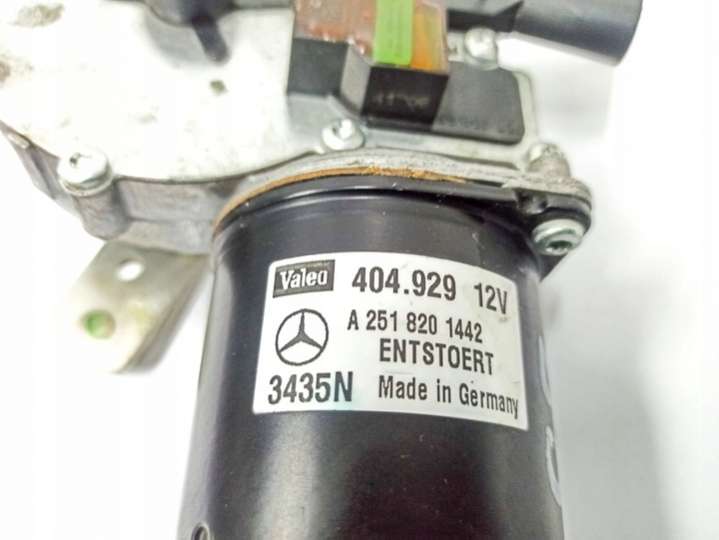 Valeo 404.929 12V
A 251 820 1442
ENTSTOERT
3435N Made in Germany